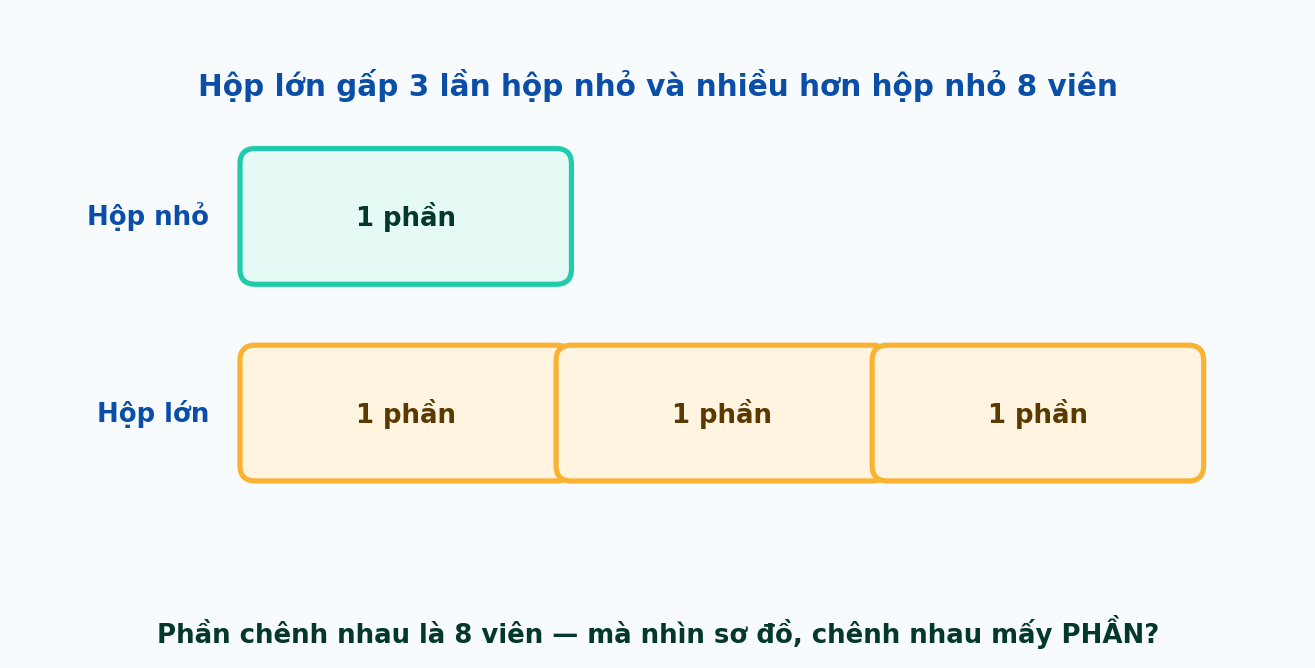 Hộp lớn gấp 3 lần hộp nhỏ và nhiều hơn hộp nhỏ 8 viên
Hộp nhỏ
1 phần
Hộp lớn
1 phần
1 phần
1 phần
Phần chênh nhau là 8 viên — mà nhìn sơ đồ, chênh nhau mấy PHẦN?